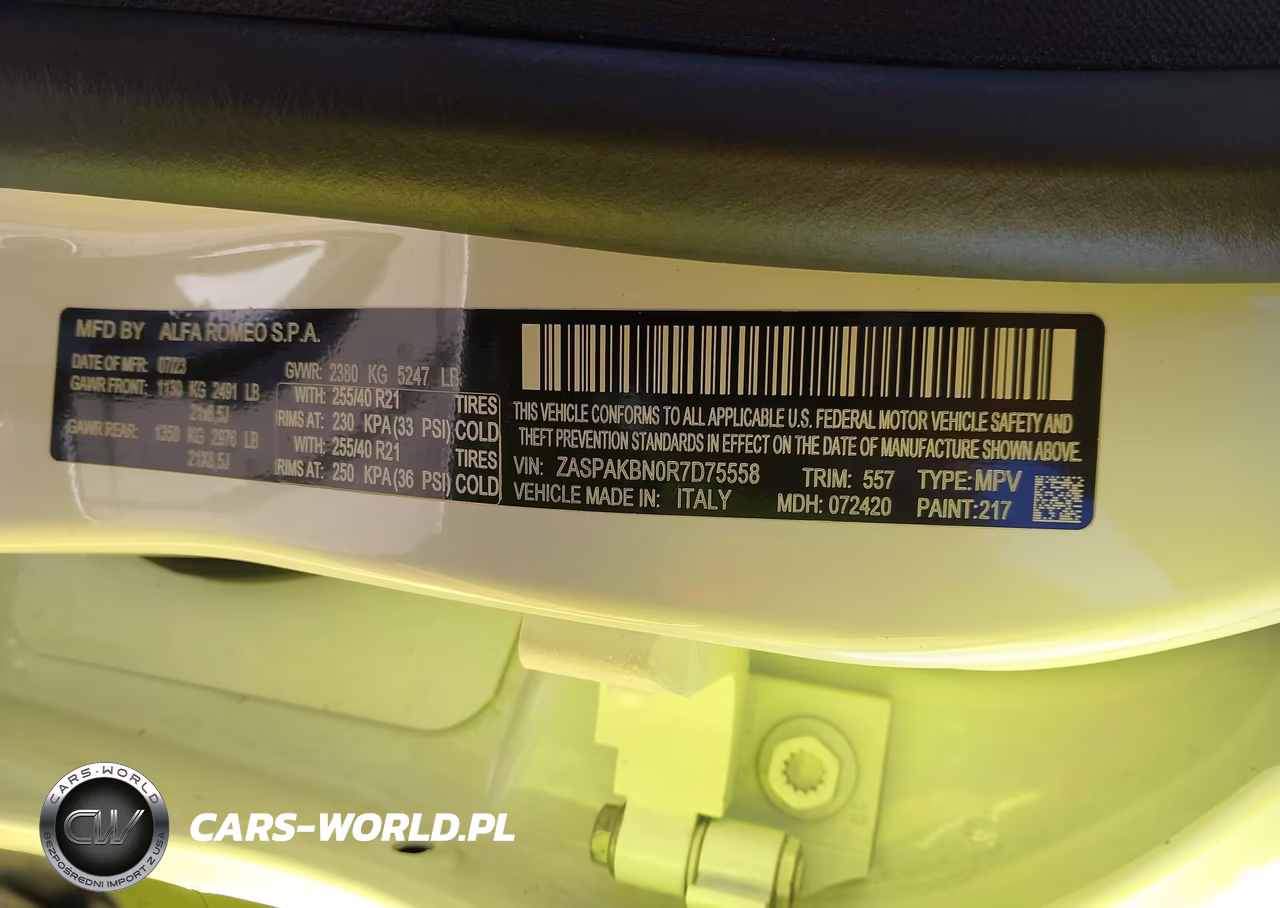 MFD BY ALFA ROMEO S.P.A.
DATE OF MFR: 07/23
GVWR: 2380 KG 5247 LB
GAWR FRONT: 1130 KG 2491 LB
WITH: 255/40 R21 TIRES
21x8,5J
RIMS AT: 230 KPA(33 PSI) COLD
GAWR REAR: 1350 KG 2976 LB
WITH: 255/40 R21 TIRES
21X8,5J
RIMS AT: 250 KPA(36 PSI) COLD
THIS VEHICLE CONFORMS TO ALL APPLICABLE U.S. FEDERAL MOTOR VEHICLE SAFETY AND
THEFT PREVENTION STANDARDS IN EFFECT ON THE DATE OF MANUFACTURE SHOWN ABOVE.
VIN: ZASPAKBN0R7D75558 TRIM: 557 TYPE: MPV
VEHICLE MADE IN: ITALY MDH: 072420 PAINT:217
CARS-WORLD
CW
BEZPOŚREDNI IMPORT Z USA
CARS-WORLD.PL